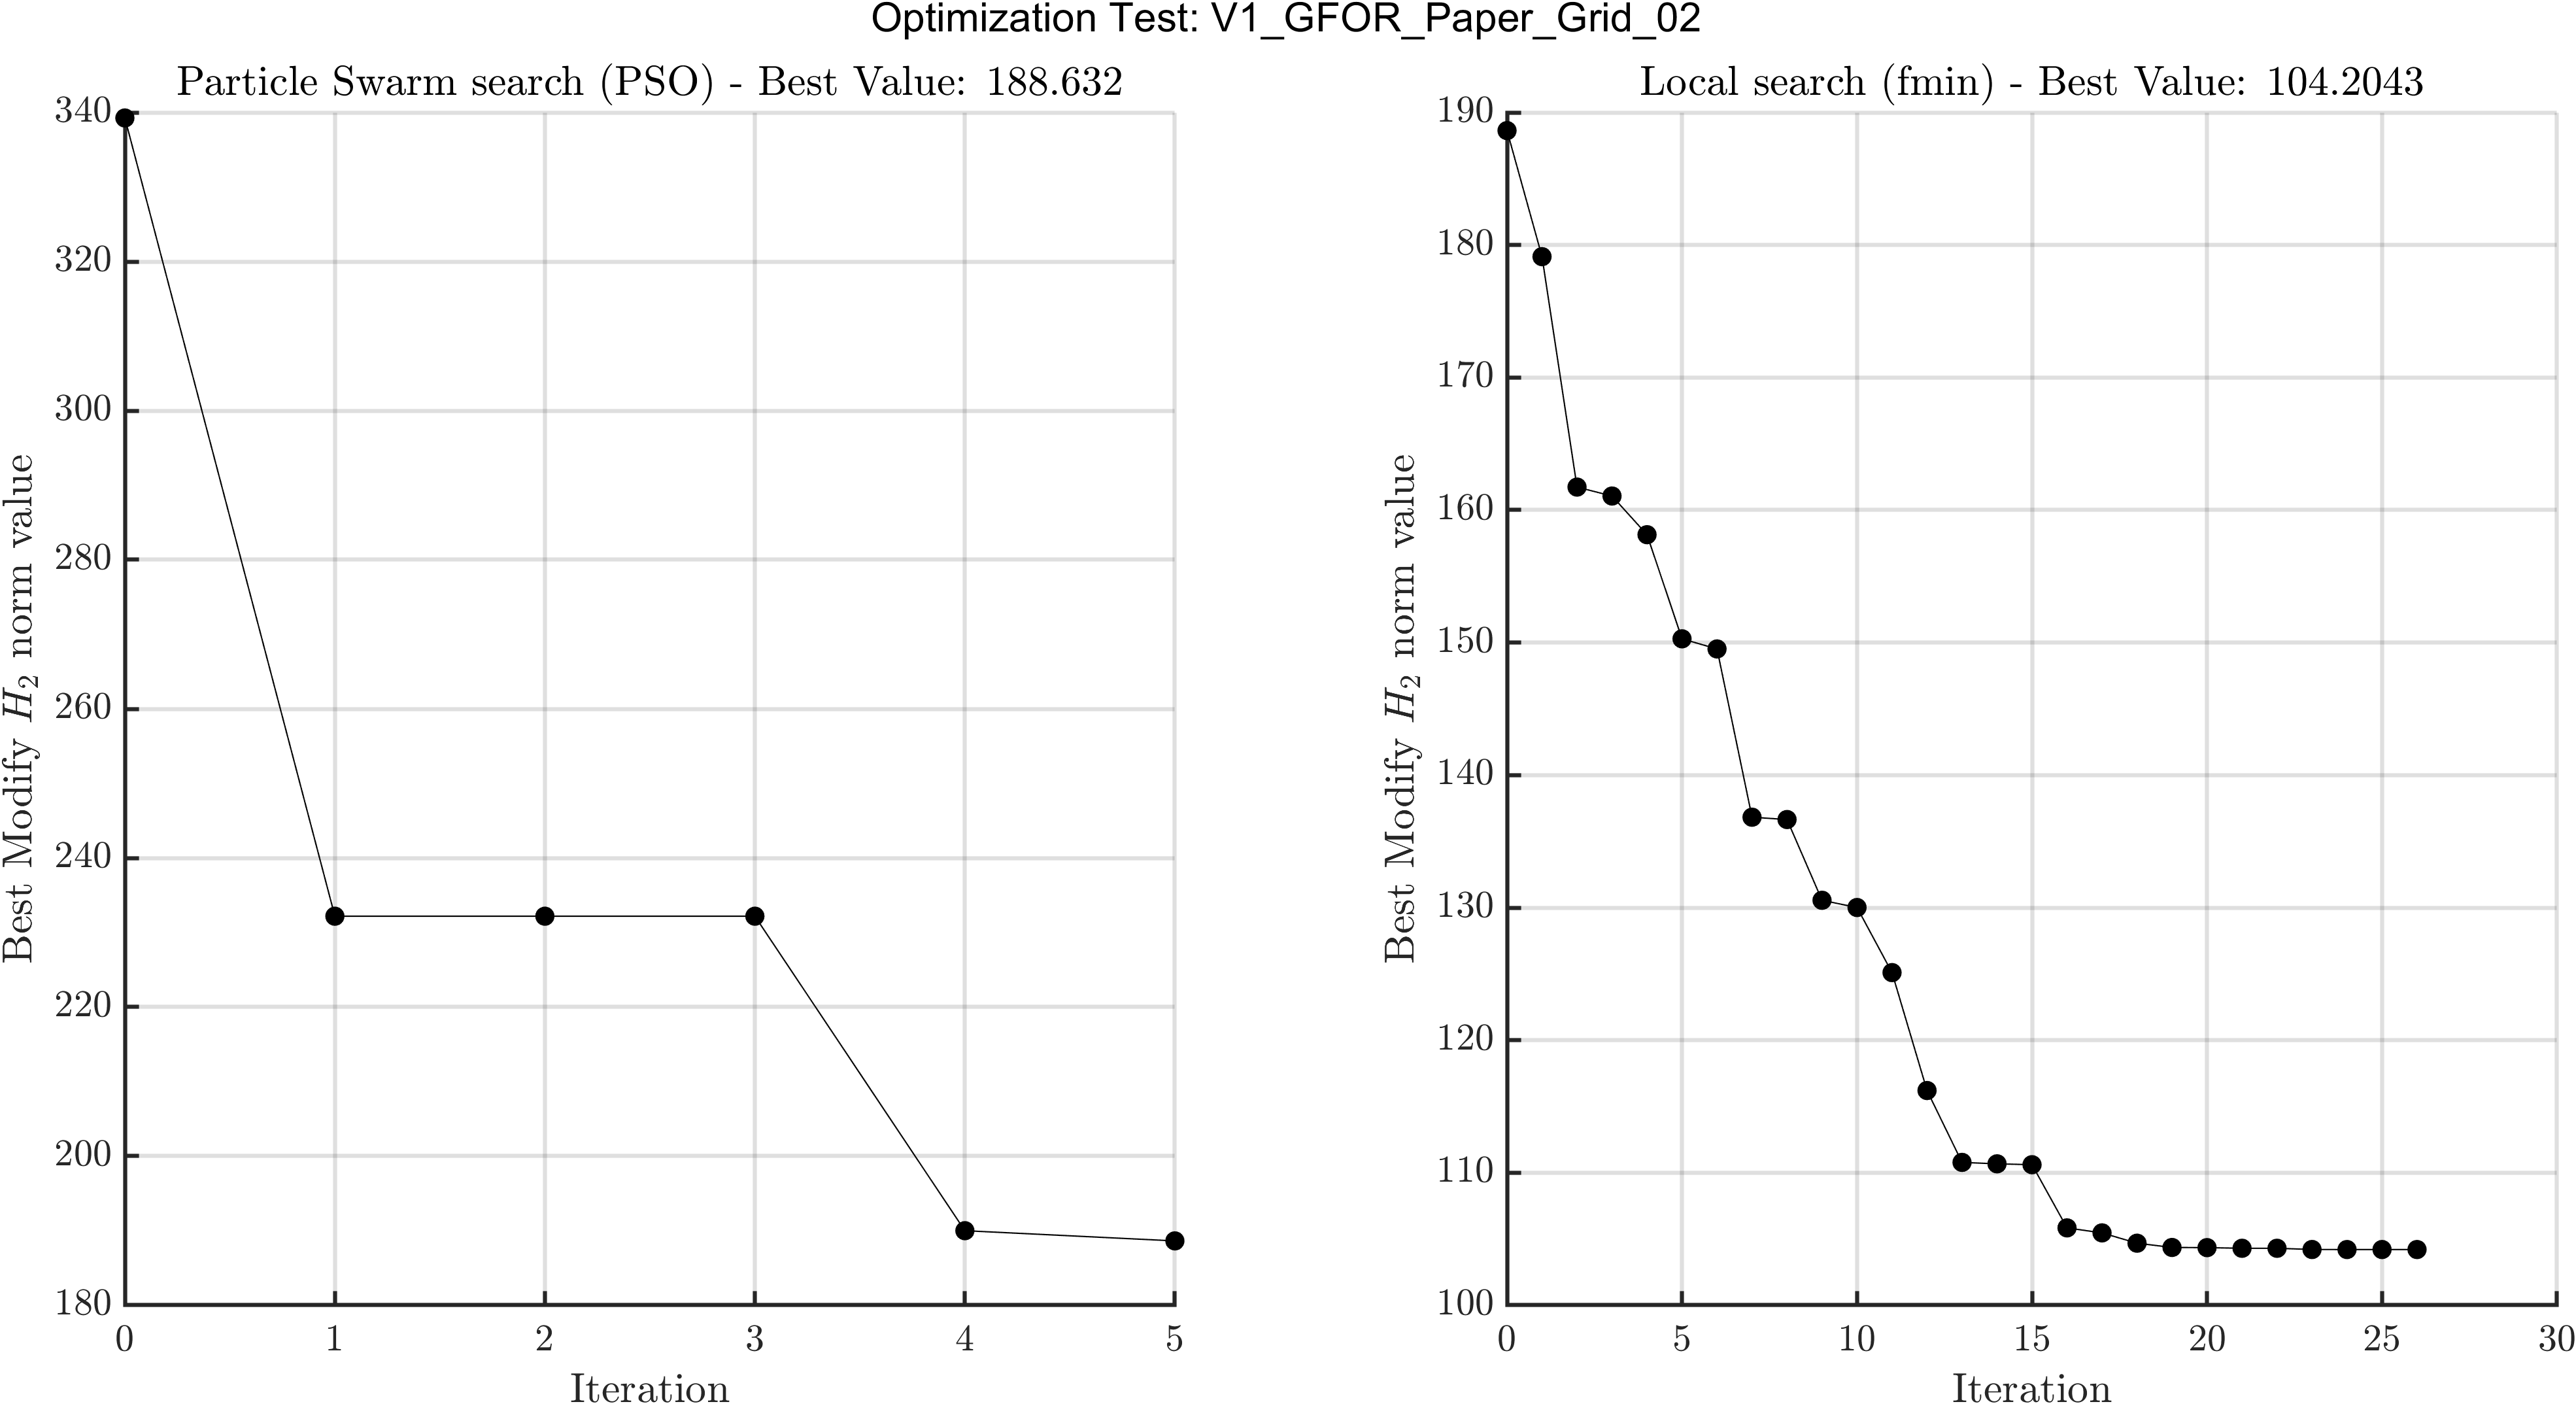 Optimization Test: V1_GFOR_Paper_Grid_02
Particle Swarm search (PSO) - Best Value: 188.632
340
320
300
280
260
240
220
200
180
Best Modify H₂ norm value
0 1 2 3 4 5
Iteration
Local search (fmin) - Best Value: 104.2043
190
180
170
160
150
140
130
120
110
100
Best Modify H₂ norm value
0 5 10 15 20 25 30
Iteration